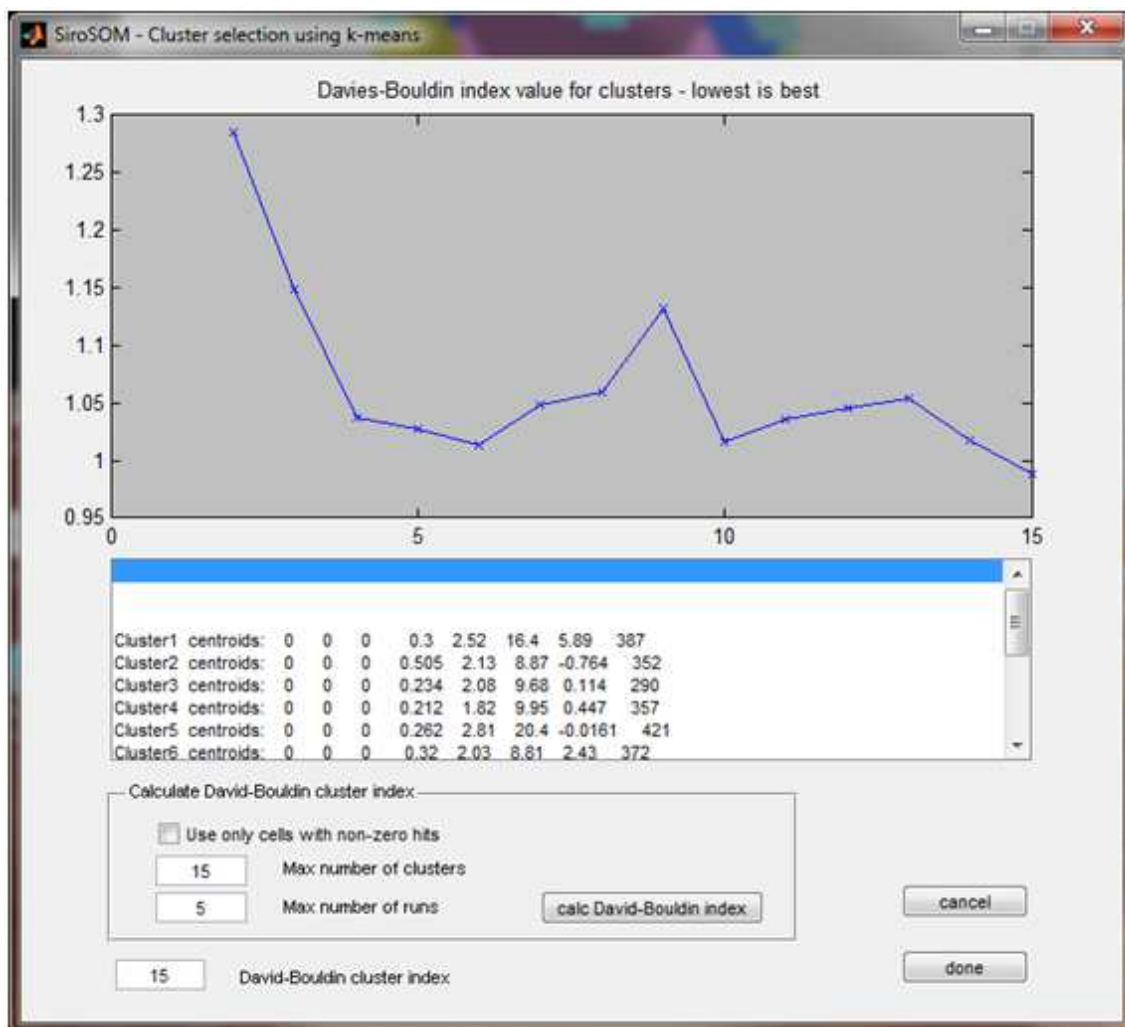 SiroSOM - Cluster selection using k-means
Davies-Bouldin index value for clusters - lowest is best
1.3
1.25
1.2
1.15
1.1
1.05
1
0.95
0 5 10 15
Cluster1 centroids: 0 0 0 0.3 2.52 16.4 5.89 387
Cluster2 centroids: 0 0 0 0.505 2.13 8.87 -0.764 352
Cluster3 centroids: 0 0 0 0.234 2.08 9.68 0.114 290
Cluster4 centroids: 0 0 0 0.212 1.82 9.95 0.447 357
Cluster5 centroids: 0 0 0 0.262 2.81 20.4 -0.0161 421
Cluster6 centroids: 0 0 0 0.32 2.03 8.81 2.43 372
Calculate David-Bouldin cluster index
Use only cells with non-zero hits
15 Max number of clusters
5 Max number of runs calc David-Bouldin index
cancel
15 David-Bouldin cluster index
done